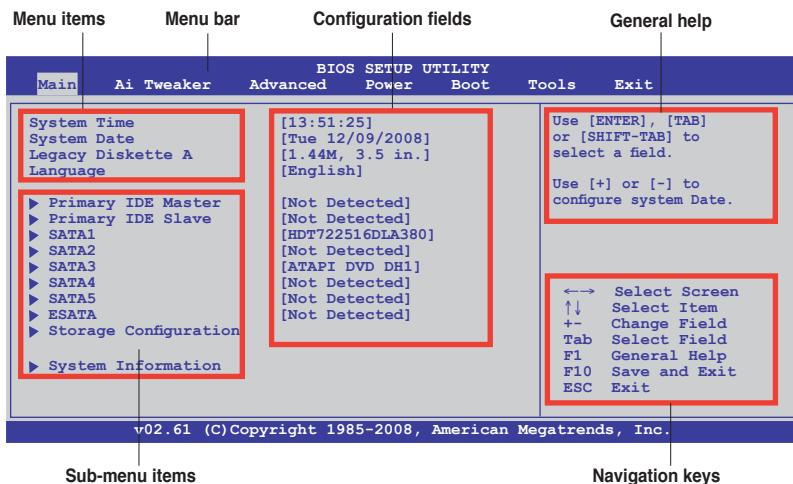 Menu items Menu bar Configuration fields General help
BIOS SETUP UTILITY
Main Ai Tweaker Advanced Power Boot Tools Exit
System Time [13:51:25]
System Date [Tue 12/09/2008]
Legacy Diskette A [1.44M, 3.5 in.]
Language [English]
▶ Primary IDE Master [Not Detected]
▶ Primary IDE Slave [Not Detected]
▶ SATA1 [HDT722516DLA380]
▶ SATA2 [Not Detected]
▶ SATA3 [ATAPI DVD DH1]
▶ SATA4 [Not Detected]
▶ SATA5 [Not Detected]
▶ ESATA [Not Detected]
▶ Storage Configuration
▶ System Information
Use [ENTER], [TAB]
or [SHIFT-TAB] to
select a field.
Use [+] or [-] to
configure system Date.
←→ Select Screen
↑↓ Select Item
+- Change Field
Tab Select Field
F1 General Help
F10 Save and Exit
ESC Exit
v02.61 (C)Copyright 1985-2008, American Megatrends, Inc.
Sub-menu items Navigation keys